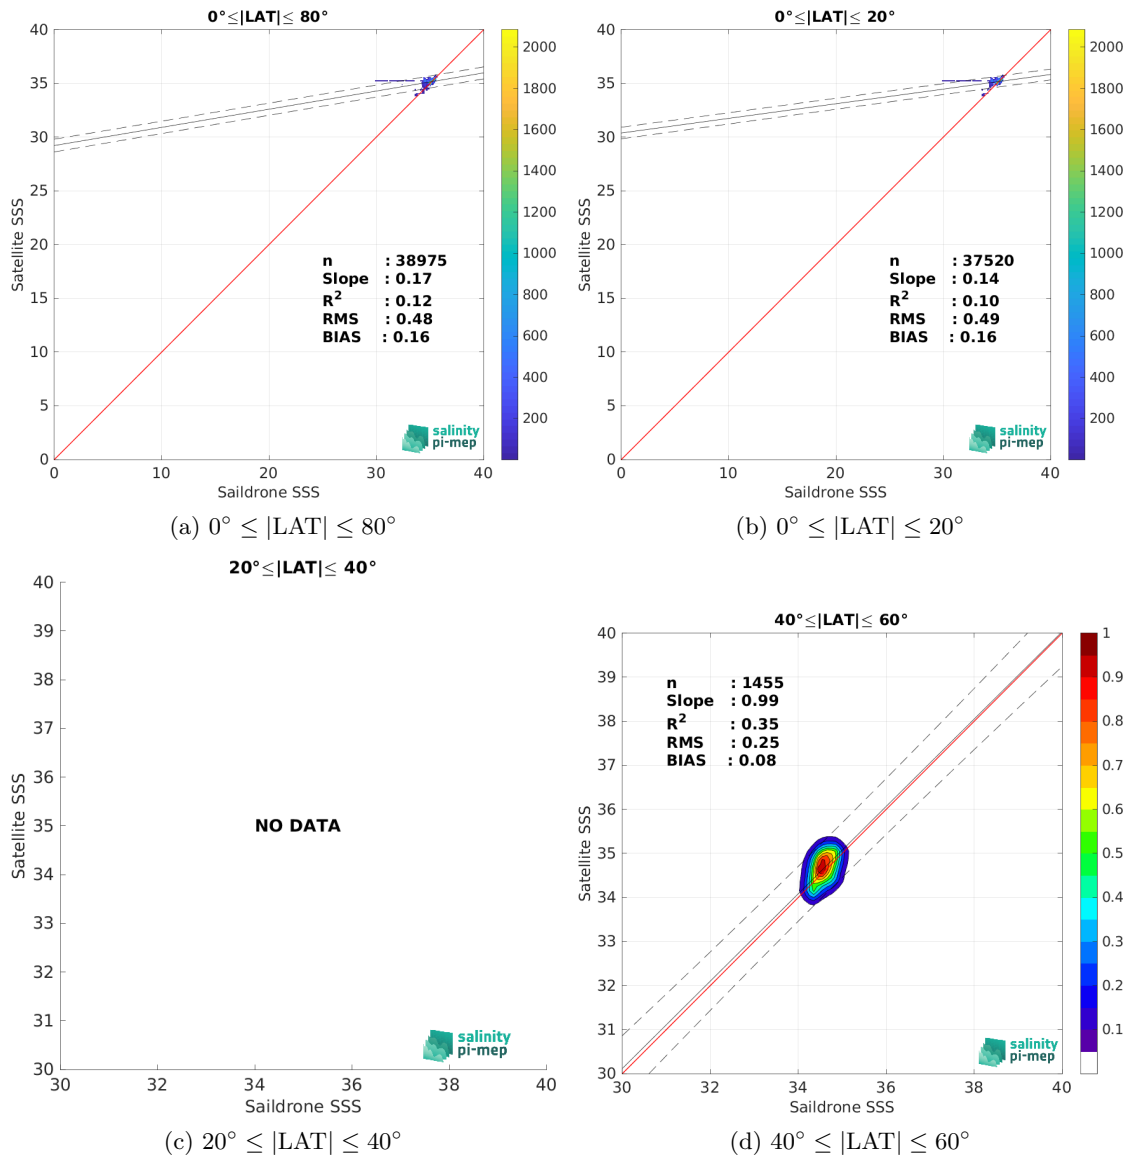 0°≤|LAT|≤ 80°
40
35
30
25
20
15
10
5
0
Satellite SSS
n : 38975
Slope : 0.17
R² : 0.12
RMS : 0.48
BIAS : 0.16
salinity
pi-mep
0 10 20 30 40
Saildrone SSS
2000
1800
1600
1400
1200
1000
800
600
400
200
(a) 0° ≤ |LAT| ≤ 80°
0°≤|LAT|≤ 20°
40
35
30
25
20
15
10
5
0
Satellite SSS
n : 37520
Slope : 0.14
R² : 0.10
RMS : 0.49
BIAS : 0.16
salinity
pi-mep
0 10 20 30 40
Saildrone SSS
2000
1800
1600
1400
1200
1000
800
600
400
200
(b) 0° ≤ |LAT| ≤ 20°
20°≤|LAT|≤ 40°
40
39
38
37
36
35
34
33
32
31
30
Satellite SSS
NO DATA
salinity
pi-mep
30 32 34 36 38 40
Saildrone SSS
(c) 20° ≤ |LAT| ≤ 40°
40°≤|LAT|≤ 60°
40
39
38
37
36
35
34
33
32
31
30
Satellite SSS
n : 1455
Slope : 0.99
R² : 0.35
RMS : 0.25
BIAS : 0.08
salinity
pi-mep
30 32 34 36 38 40
Saildrone SSS
1
0.9
0.8
0.7
0.6
0.5
0.4
0.3
0.2
0.1
(d) 40° ≤ |LAT| ≤ 60°